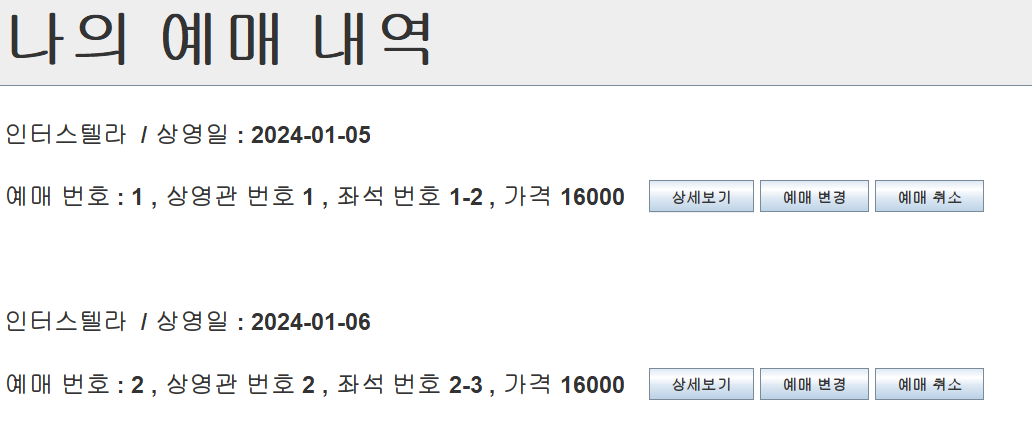 나의 예매 내역
인터스텔라 / 상영일 : 2024-01-05
예매 번호 : 1 , 상영관 번호 1 , 좌석 번호 1-2 , 가격 16000 상세보기 예매 변경 예매 취소
인터스텔라 / 상영일 : 2024-01-06
예매 번호 : 2 , 상영관 번호 2 , 좌석 번호 2-3 , 가격 16000 상세보기 예매 변경 예매 취소